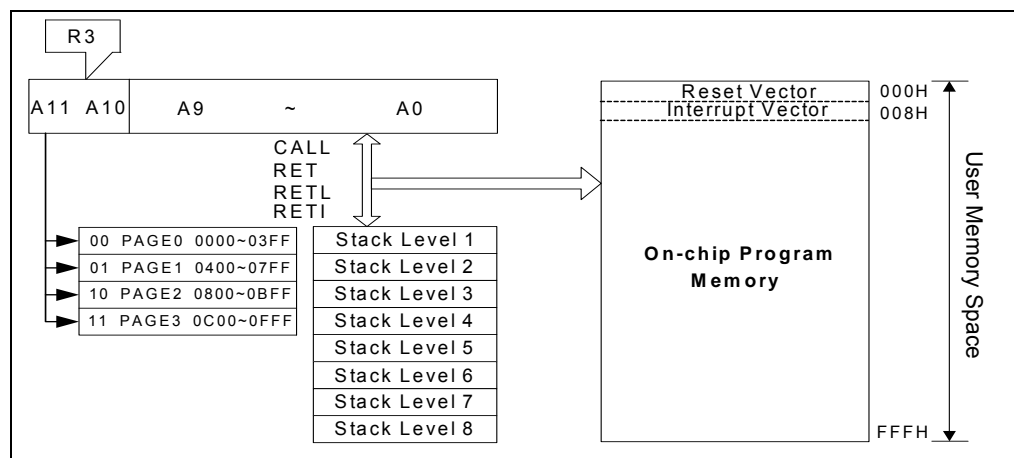 R3
A11 A10 A9 ~ A0
CALL
RET
RETL
RETI
00 PAGE0 0000~03FF
01 PAGE1 0400~07FF
10 PAGE2 0800~0BFF
11 PAGE3 0C00~0FFF
Stack Level 1
Stack Level 2
Stack Level 3
Stack Level 4
Stack Level 5
Stack Level 6
Stack Level 7
Stack Level 8
Reset Vector
000H
Interrupt Vector
008H
On-chip Program
Memory
FFFH
User Memory Space